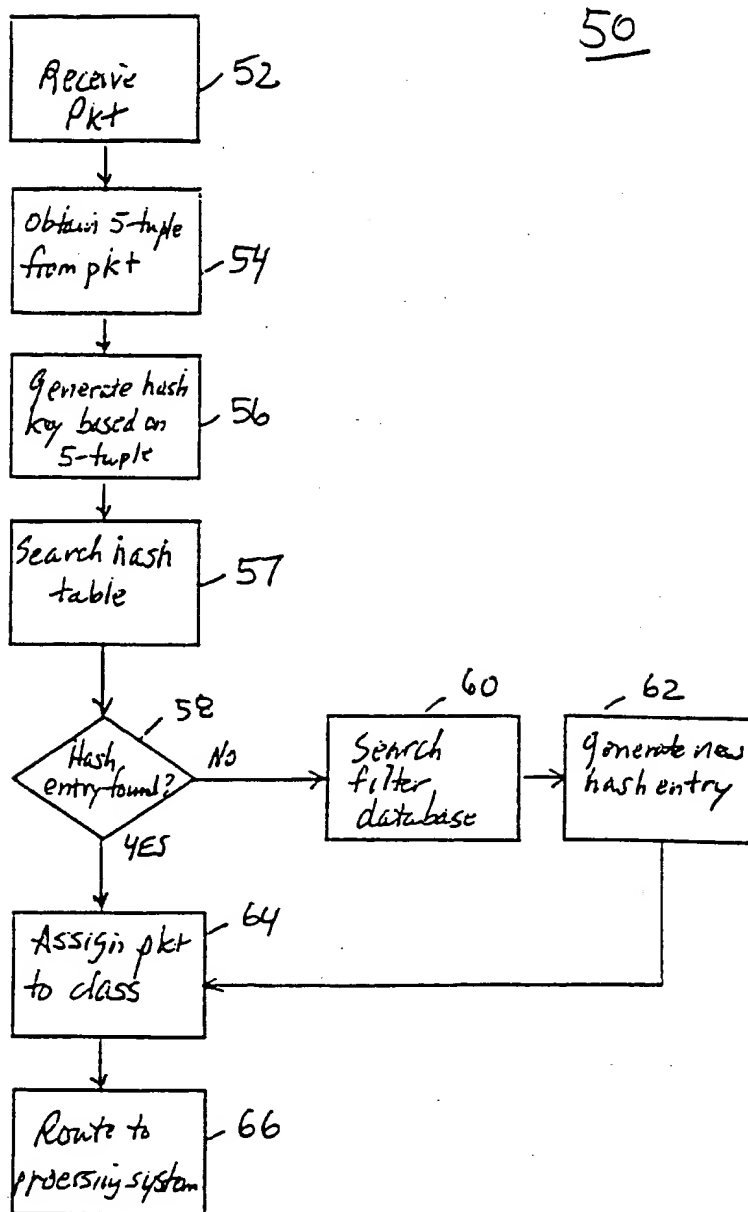 50
Receive
Pkt
52
Obtain 5-tuple
from pkt
54
Generate hash
key based on
5-tuple
56
Search hash
table
57
58
Hash
entry found?
No
YES
60
Search
filter
database
62
Generate new
hash entry
64
Assign pkt
to class
Route to
processing system
66